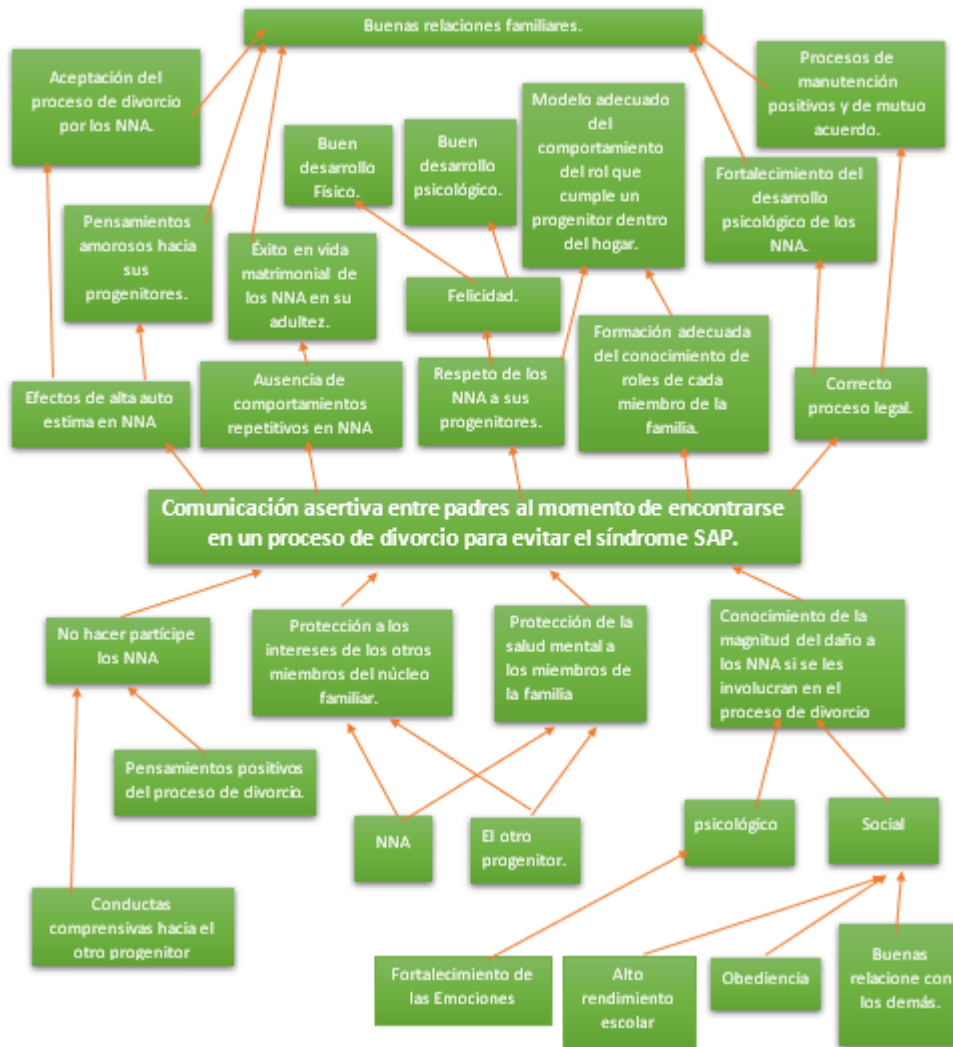 Buenas relaciones familiares.
Aceptación del
proceso de divorcio
por los NNA.
Procesos de
manutención
positivos y de mutuo
acuerdo.
Modelo adecuado
del
comportamiento
del rol que
cumple un
progenitor dentro
del hogar.
Buen
desarrollo
Físico.
Buen
desarrollo
psicológico.
Fortalecimiento del
desarrollo
psicológico de los
NNA.
Pensamientos
amorosos hacia
sus
progenitores.
Éxito en vida
matrimonial de
los NNA en su
adultez.
Felicidad.
Formación adecuada
del conocimiento de
roles de cada
miembro de la
familia.
Efectos de alta auto
estima en NNA
Ausencia de
comportamientos
repetitivos en NNA
Respeto de los
NNA a sus
progenitores.
Correcto
proceso legal.
Comunicación asertiva entre padres al momento de encontrarse
en un proceso de divorcio para evitar el síndrome SAP.
No hacer partícipe
los NNA
Protección a los
intereses de los otros
miembros del núcleo
familiar.
Protección de la
salud mental a
los miembros de
la familia
Conocimiento de la
magnitud del daño a
los NNA si se les
involucran en el
proceso de divorcio
Pensamientos positivos
del proceso de divorcio.
NNA
El otro
progenitor.
psicológico
Social
Conductas
comprensivas hacia el
otro progenitor
Fortalecimiento de
las Emociones
Alto
rendimiento
escolar
Obediencia
Buenas
relacione con
los demás.